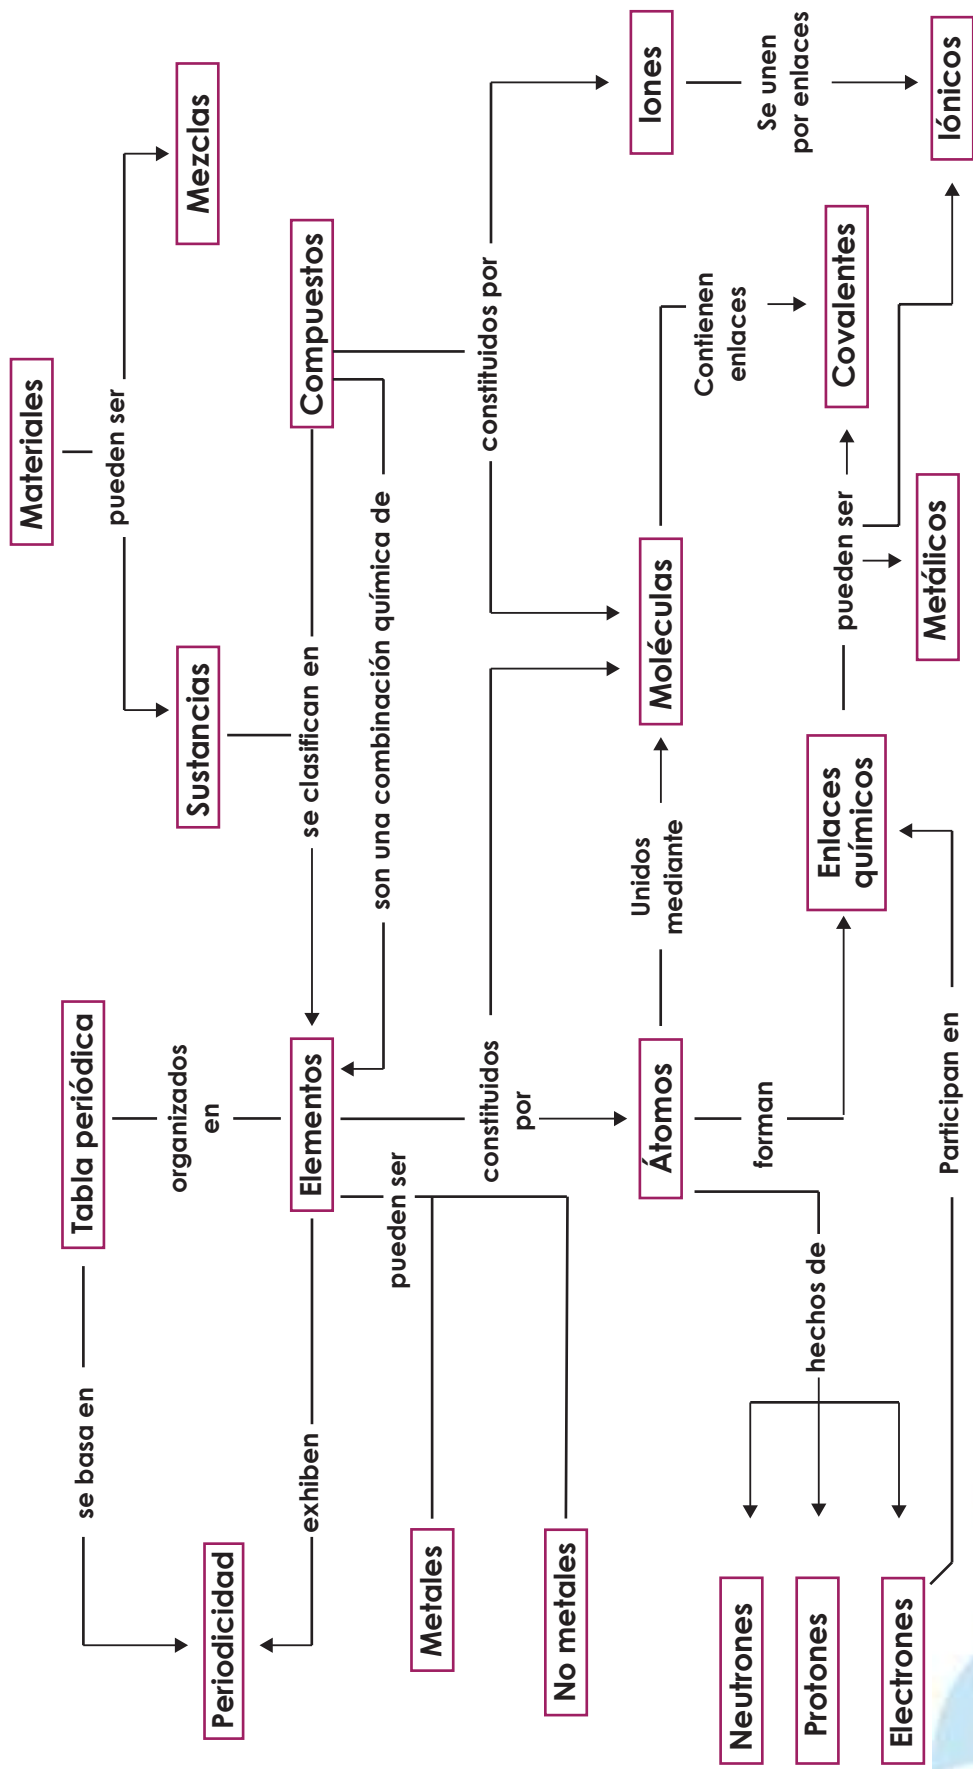 Materiales
pueden ser
Mezclas
Sustancias
Tabla periódica
se basa en
organizados
en
Compuestos
se clasifican en
Elementos
exhiben
Periodicidad
son una combinación química de
pueden ser
Metales
No metales
constituidos por
constituidos
por
Iones
Moléculas
Átomos
Unidos
mediante
Contienen
enlaces
Se unen
por enlaces
forman
hechos de
Neutrones
Protones
Electrones
Enlaces
químicos
pueden ser
Covalentes
Metálicos
Iónicos
Participan en